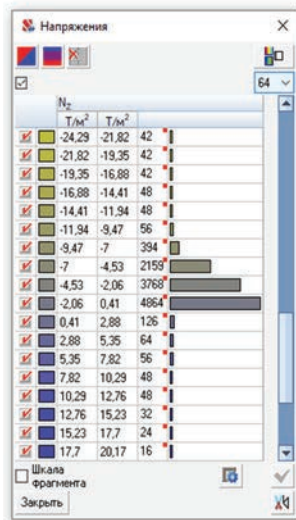 Напряжения
64
N z
Т/м² Т/м²
-24,29 -21,82 42
-21,82 -19,35 42
-19,35 -16,88 42
-16,88 -14,41 48
-14,41 -11,94 48
-11,94 -9,47 56
-9,47 -7 394
-7 -4,53 2159
-4,53 -2,06 3768
-2,06 0,41 4864
0,41 2,88 126
2,88 5,35 64
5,35 7,82 56
7,82 10,29 48
10,29 12,76 48
12,76 15,23 32
15,23 17,7 24
17,7 20,17 16
Шкала
фрагмента
Закрыть